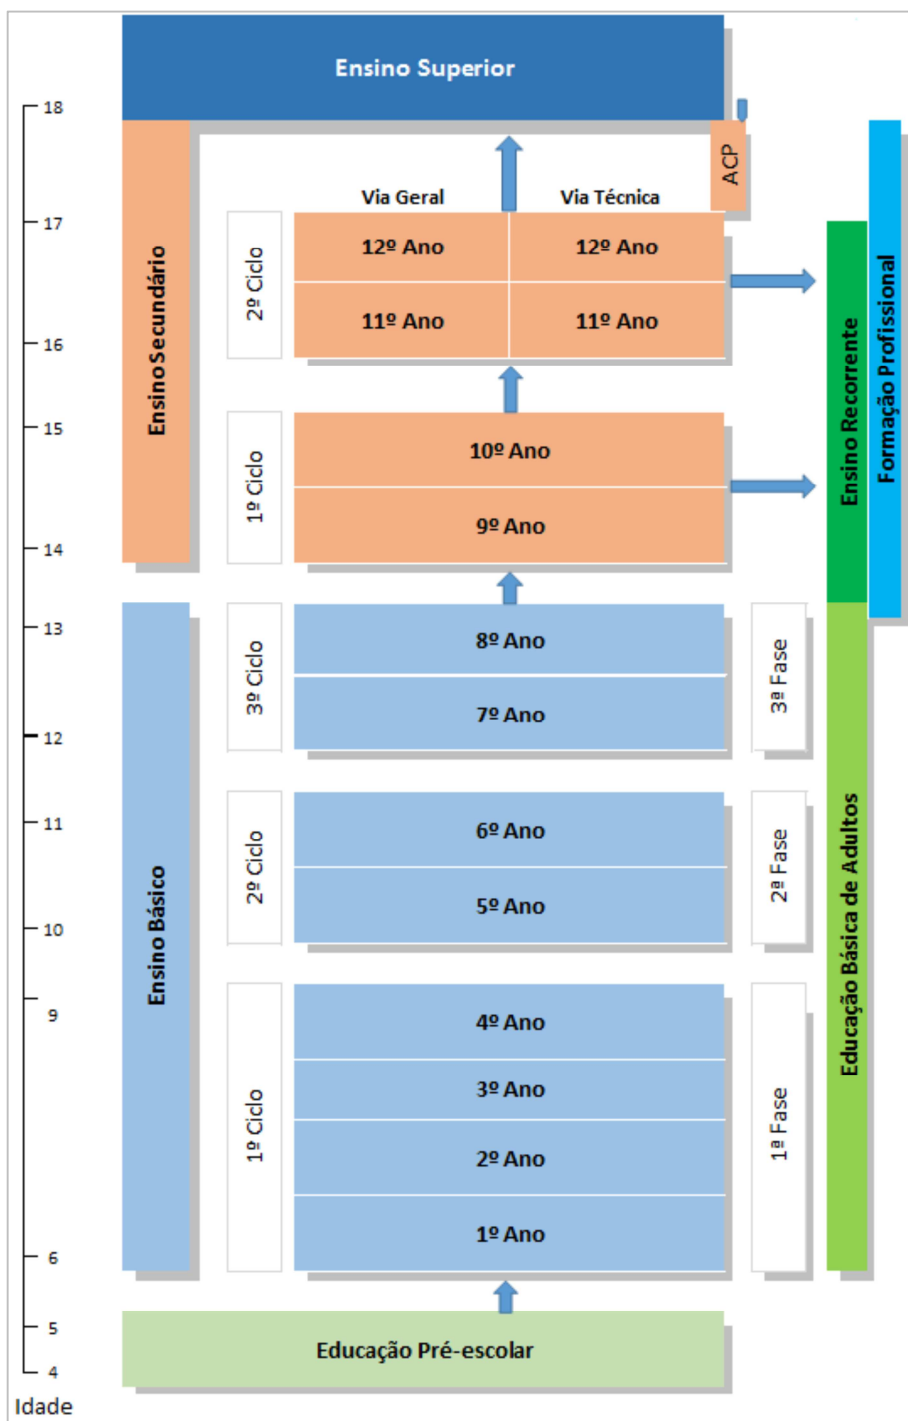 Ensino Superior
18
ACP
Via Geral
Via Técnica
17
12º Ano
12º Ano
2º Ciclo
11º Ano
11º Ano
16
Ensino Secundário
Ensino Recorrente
Formação Profissional
15
10º Ano
1º Ciclo
9º Ano
14
13
8º Ano
3º Ciclo
3ª Fase
7º Ano
12
11
6º Ano
2º Ciclo
2ª Fase
5º Ano
10
Ensino Básico
Educação Básica de Adultos
9
4º Ano
3º Ano
1º Ciclo
1ª Fase
2º Ano
1º Ano
6
5
Educação Pré-escolar
4
Idade